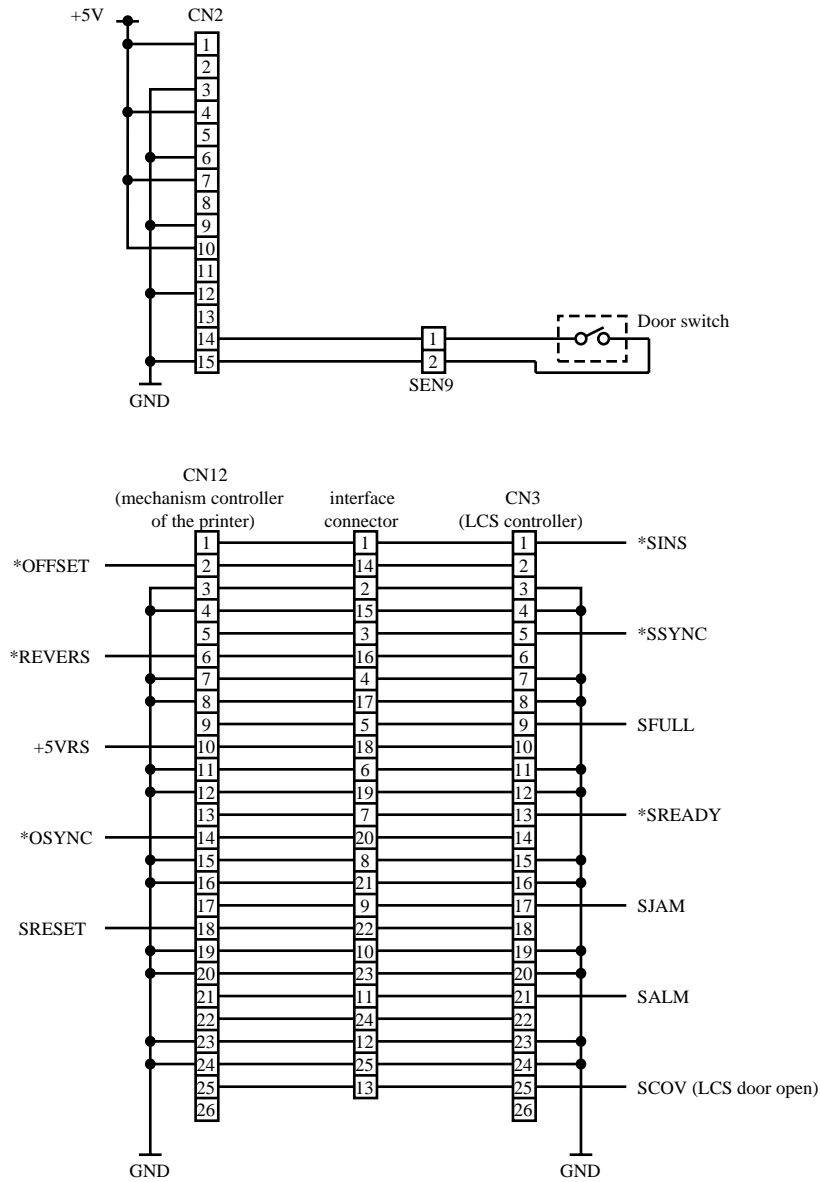 +5V CN2
1
2
3
4
5
6
7
8
9
10
11
12
13
14 1 Door switch
15 2
GND SEN9
CN12
(mechanism controller interface CN3
of the printer) connector (LCS controller)
1 1 1 *SINS
*OFFSET 2 14 2
3 2 3
4 15 4
5 3 5 *SSYNC
*REVERS 6 16 6
7 4 7
8 17 8
9 5 9 SFULL
+5VRS 10 18 10
11 6 11
12 19 12
13 7 13 *SREADY
*OSYNC 14 20 14
15 8 15
16 21 16
17 9 17 SJAM
SRESET 18 22 18
19 10 19
20 23 20
21 11 21 SALM
22 24 22
23 12 23
24 25 24
25 13 25 SCOV (LCS door open)
26 26
GND GND